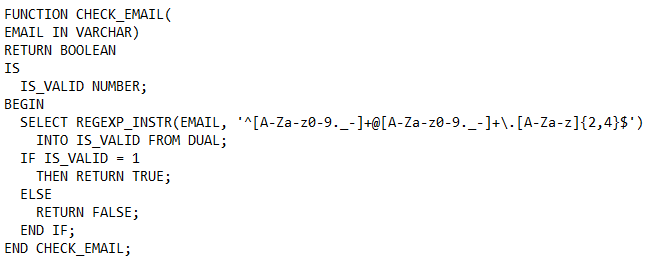 FUNCTION CHECK_EMAIL(
EMAIL IN VARCHAR)
RETURN BOOLEAN
IS
  IS_VALID NUMBER;
BEGIN
  SELECT REGEXP_INSTR(EMAIL, '^[A-Za-z0-9._-]+@[A-Za-z0-9._-]+\.[A-Za-z]{2,4}$')
    INTO IS_VALID FROM DUAL;
  IF IS_VALID = 1
    THEN RETURN TRUE;
  ELSE
    RETURN FALSE;
  END IF;
END CHECK_EMAIL;